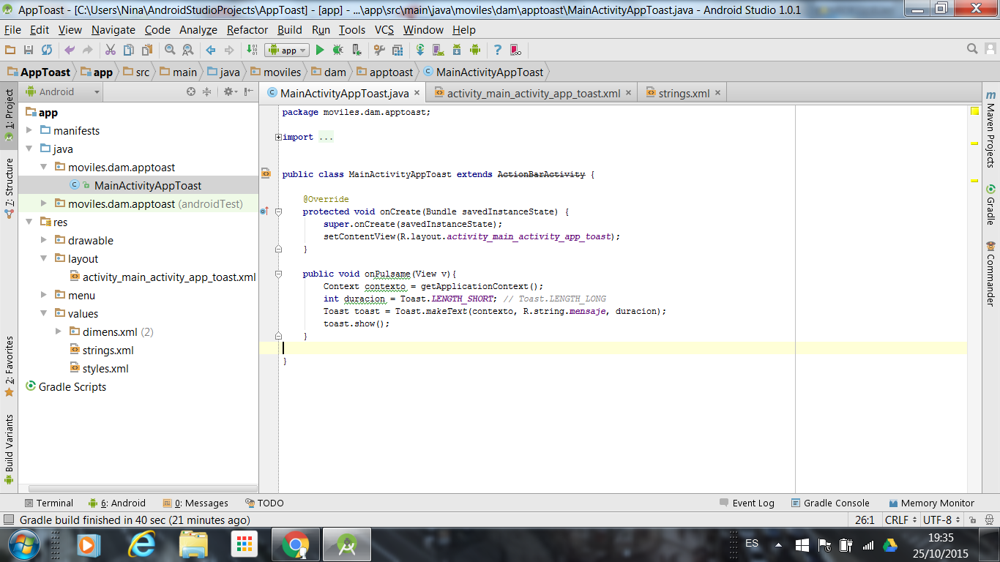 AppToast - [C:\Users\Nina\AndroidStudioProjects\AppToast] - [app] - ...\app\src\main\java\moviles\dam\apptoast\MainActivityAppToast.java - Android Studio 1.0.1
File Edit View Navigate Code Analyze Refactor Build Run Tools VCS Window Help
app
AppToast app src main java moviles dam apptoast MainActivityAppToast
Android
MainActivityAppToast.java activity_main_activity_app_toast.xml strings.xml
1: Project
7: Structure
2: Favorites
Build Variants
app
manifests
java
moviles.dam.apptoast
MainActivityAppToast
moviles.dam.apptoast (androidTest)
res
drawable
layout
activity_main_activity_app_toast.xml
menu
values
dimens.xml (2)
strings.xml
styles.xml
Gradle Scripts
package moviles.dam.apptoast;
import ...
public class MainActivityAppToast extends ActionBarActivity {
@Override
protected void onCreate(Bundle savedInstanceState) {
super.onCreate(savedInstanceState);
setContentView(R.layout.activity_main_activity_app_toast);
}
public void onPulsame(View v){
Context contexto = getApplicationContext();
int duracion = Toast.LENGTH_SHORT; // Toast.LENGTH_LONG
Toast toast = Toast.makeText(contexto, R.string.mensaje, duracion);
toast.show();
}
}
m Maven Projects
Gradle
Commander
Terminal 6: Android 0: Messages TODO Event Log Gradle Console Memory Monitor
Gradle build finished in 40 sec (21 minutes ago) 26:1 CRLF UTF-8
ES
19:35
25/10/2015